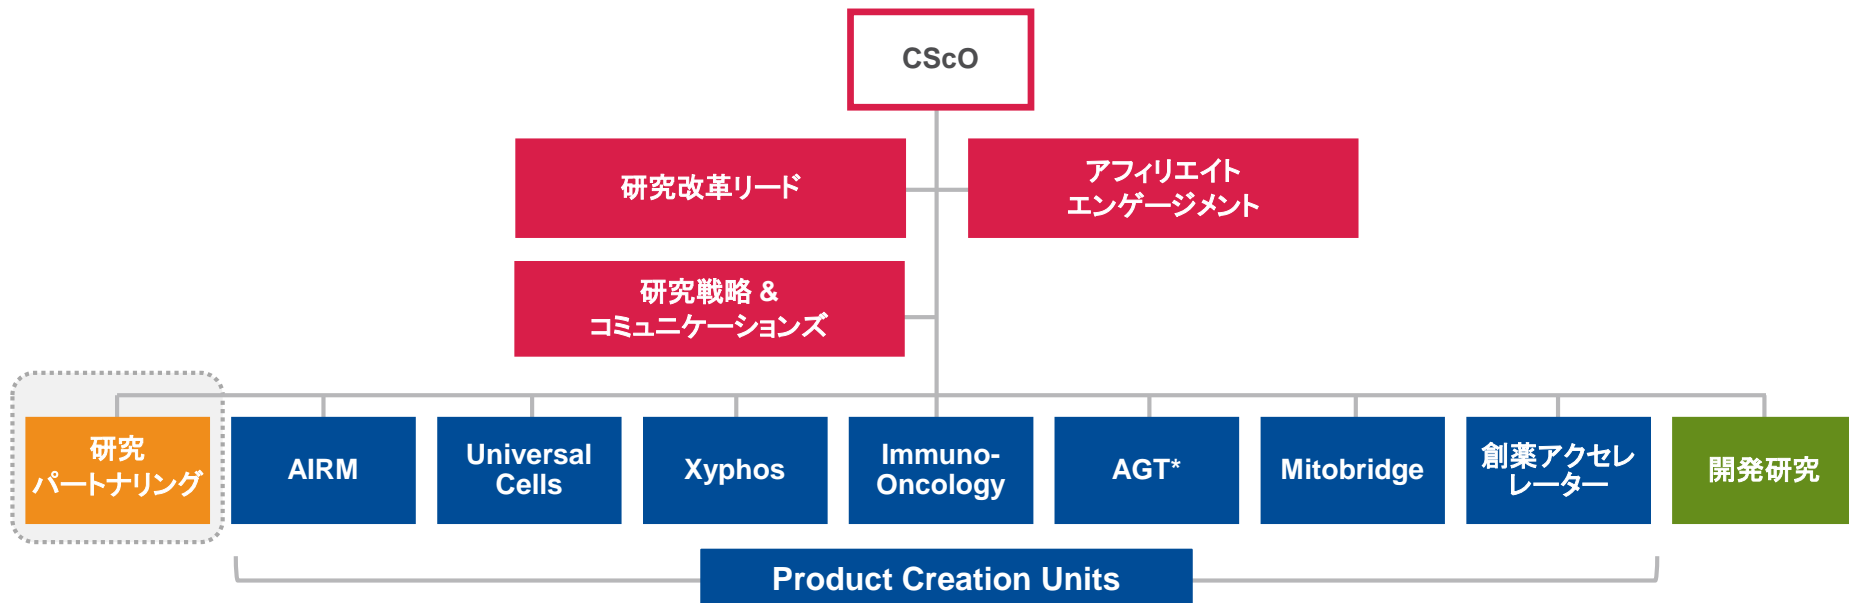 CScO
研究改革リード
アフィリエイト
エンゲージメント
研究戦略 &
コミュニケーションズ
研究
パートナリング
AIRM
Universal
Cells
Xyphos
Immuno-
Oncology
AGT*
Mitobridge
創薬アクセレ
レーター
開発研究
Product Creation Units